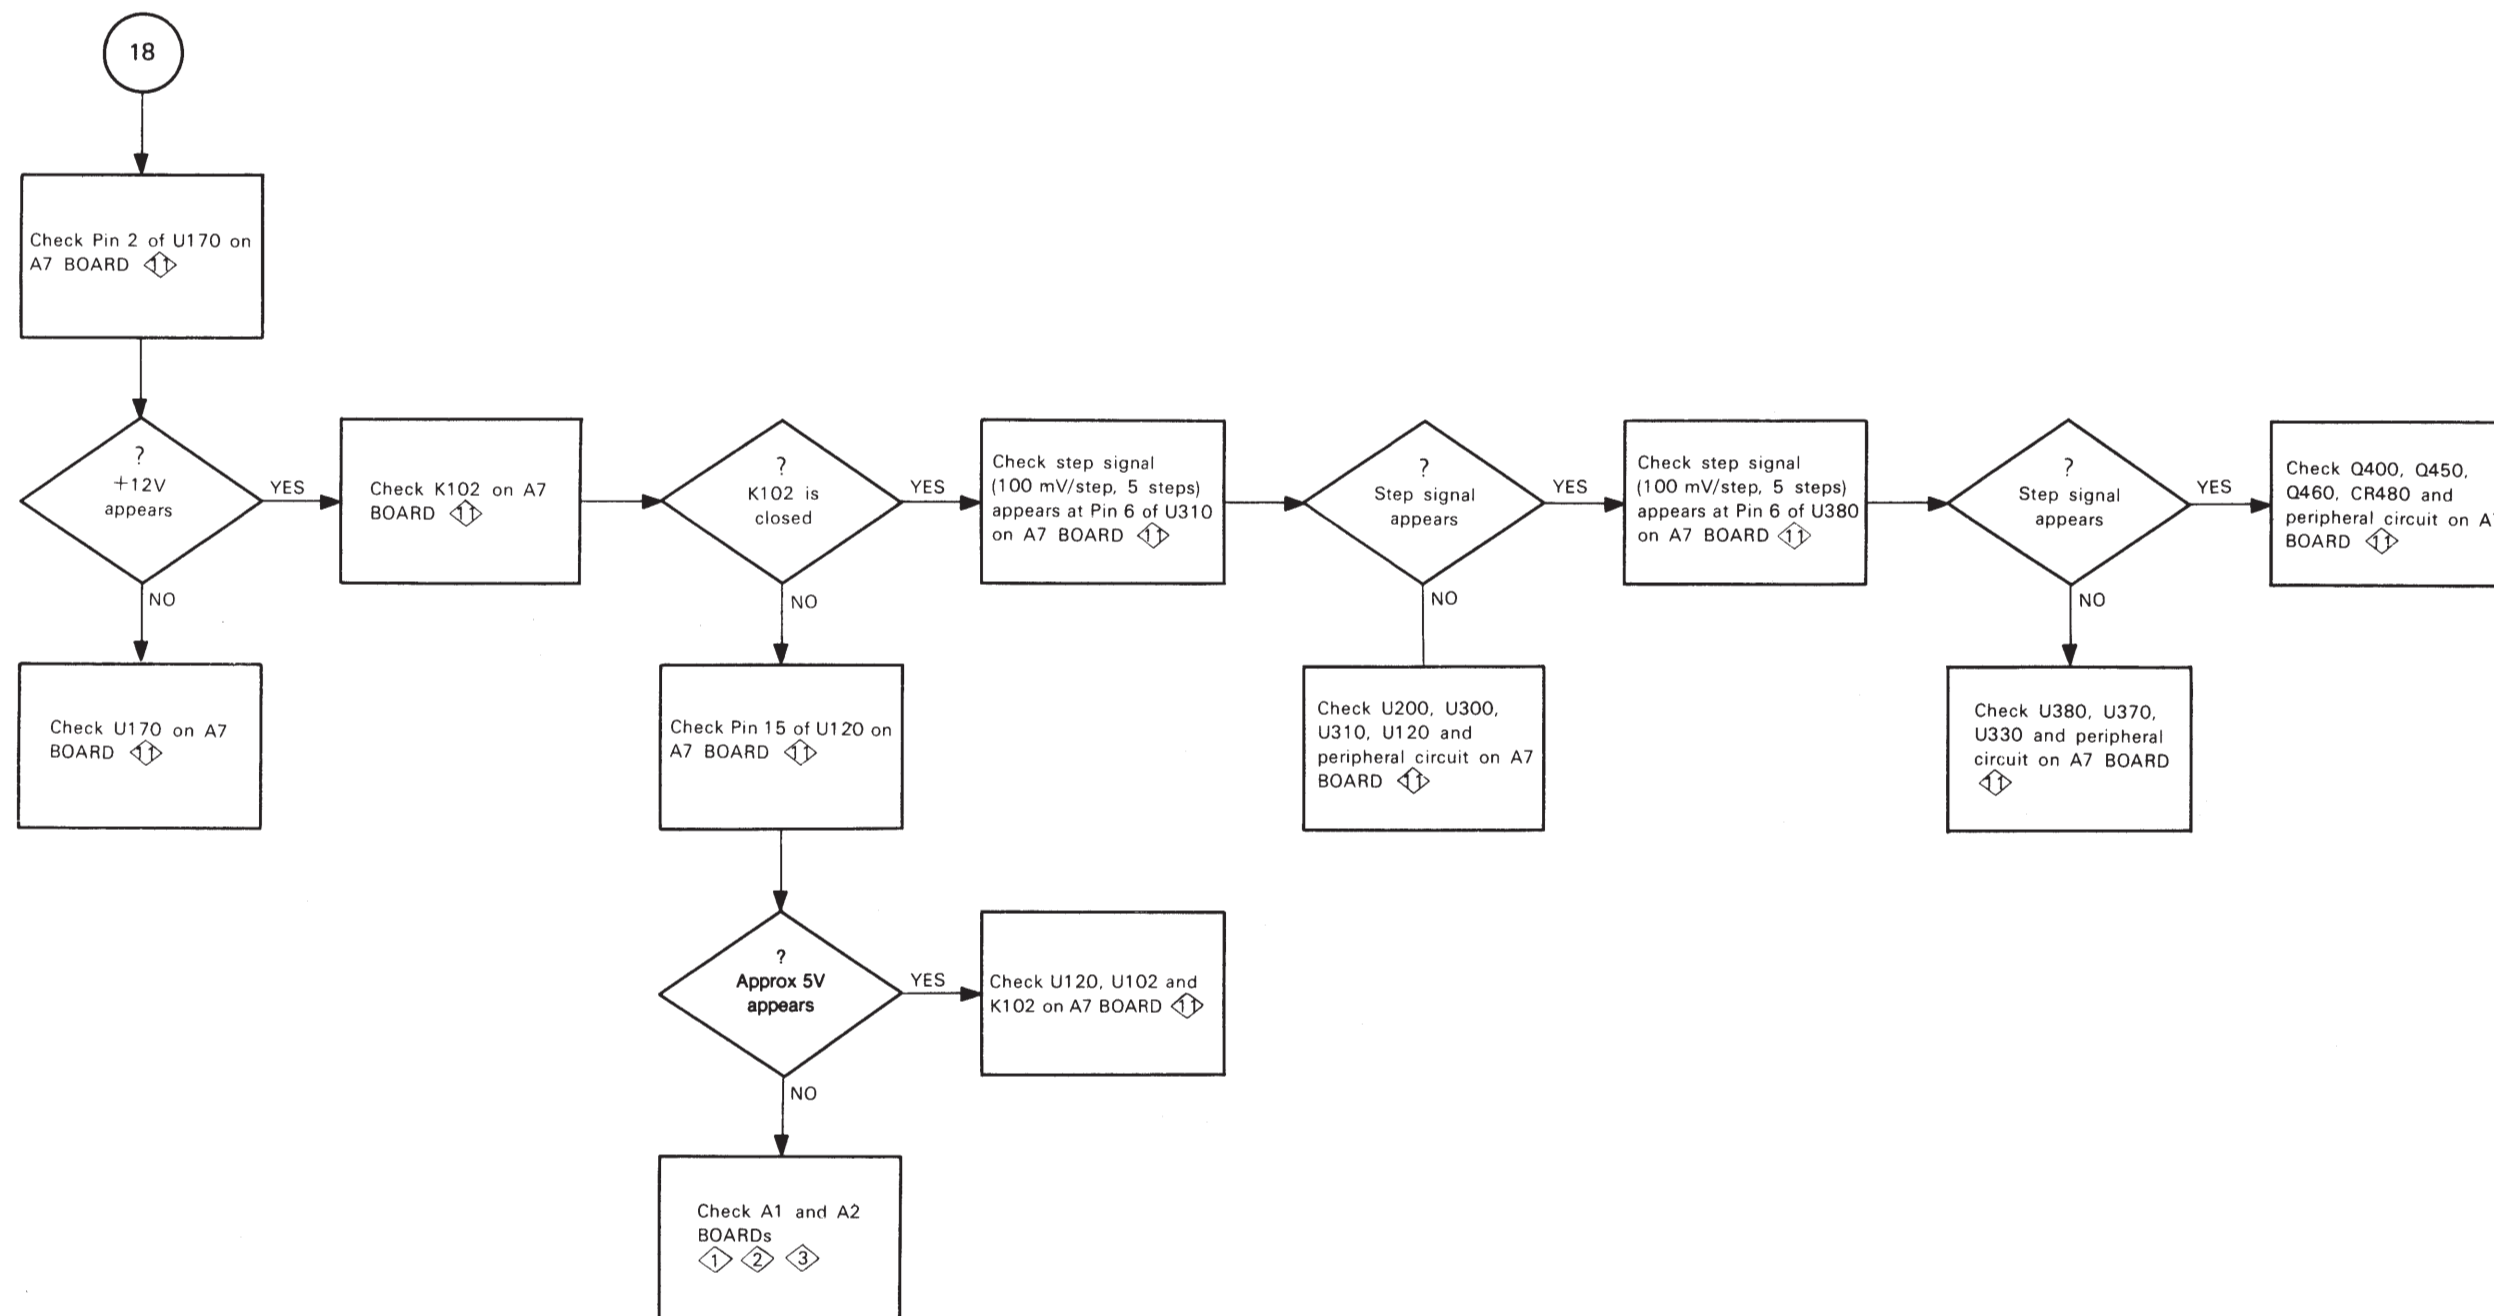 18
Check Pin 2 of U170 on
A7 BOARD 11
?
+12V
appears
YES
NO
Check U170 on A7
BOARD 11
Check K102 on A7
BOARD 11
?
K102 is
closed
YES
NO
Check Pin 15 of U120 on
A7 BOARD 11
?
Approx 5V
appears
YES
Check U120, U102 and
K102 on A7 BOARD 11
NO
Check A1 and A2
BOARDs
1 2 3
Check step signal
(100 mV/step, 5 steps)
appears at Pin 6 of U310
on A7 BOARD 11
?
Step signal
appears
YES
NO
Check U200, U300,
U310, U120 and
peripheral circuit on A7
BOARD 11
Check step signal
(100 mV/step, 5 steps)
appears at Pin 6 of U380
on A7 BOARD 11
?
Step signal
appears
YES
NO
Check U380, U370,
U330 and peripheral
circuit on A7 BOARD
11
Check Q400, Q450,
Q460, CR480 and
peripheral circuit on
BOARD 11